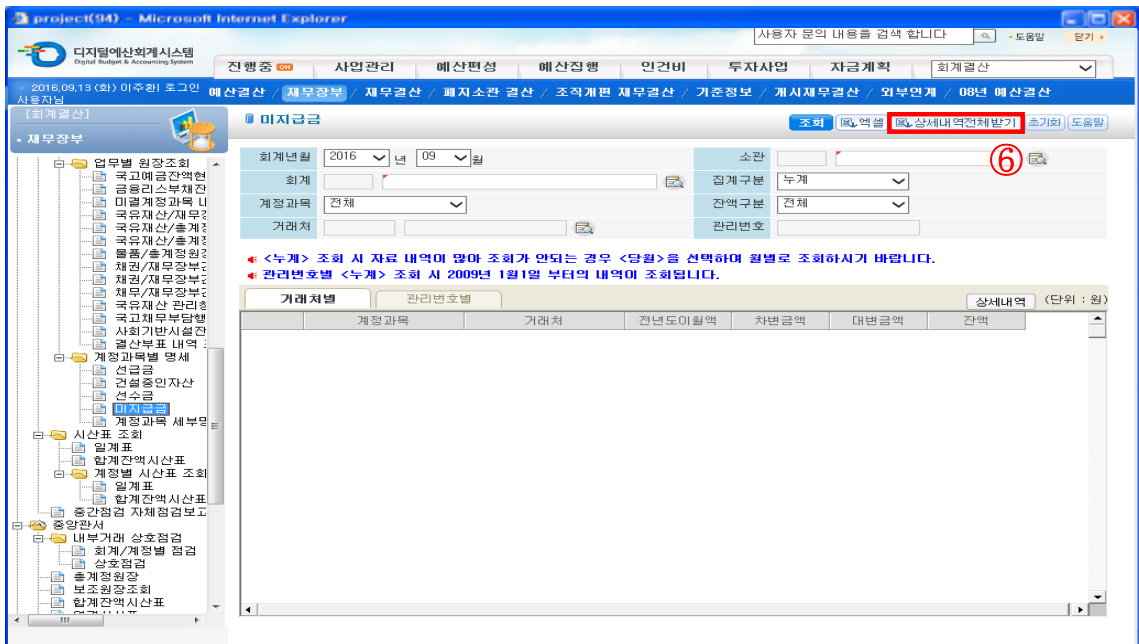 project(94) - Microsoft Internet Explorer
사용자 문의 내용을 검색 합니다
도움말
닫기
디지털예산회계시스템
Digital Budget & Accounting System
진행중
사업관리
예산편성
예산집행
인건비
투자사업
자금계획
회계결산
2016.09.13 (화) 이주환 로그인
사용자님
예산결산 / 재무장부 / 재무결산 / 폐지소관 결산 / 조직개편 재무결산 / 기준정보 / 개시재무결산 / 외부연계 / 08년 예산결산
[회계결산]
재무장부
미지급금
조회
엑셀
상세내역전체받기
초기화
도움말
⑥
회계년월 2016 년 09 월
소관
회계
집계구분 누계
계정과목 전체
잔액구분 전체
거래처
관리번호
<누계> 조회 시 자료 내역이 많아 조회가 안되는 경우 <당월>을 선택하여 월별로 조회하시기 바랍니다.
관리번호별 <누계> 조회 시 2009년 1월1일 부터의 내역이 조회됩니다.
거래처별
관리번호별
상세내역
(단위 : 원)
계정과목
거래처
전년도이월액
차변금액
대변금액
잔액
업무별 원장조회
국고예금잔액현
금융리스부채잔
미결계정과목 내
국유재산/재무장
국유재산/총계정
국유재산/총계정
물품/총계정원장
채권/재무장부
채권/재무장부
채무/재무장부
국유재산 관리
국고채무부담행
사회기반시설잔
결산부표 내역
계정과목별 명세
선급금
건설중인자산
선수금
미지급금
계정과목 세부명
시산표 조회
일계표
합계잔액시산표
계정별 시산표 조회
일계표
합계잔액시산표
중간점검 자체점검보고
중앙관서
내부거래 상호점검
회계/계정별 점검
상호점검
총계정원장
보조원장조회
합계잔액시산표